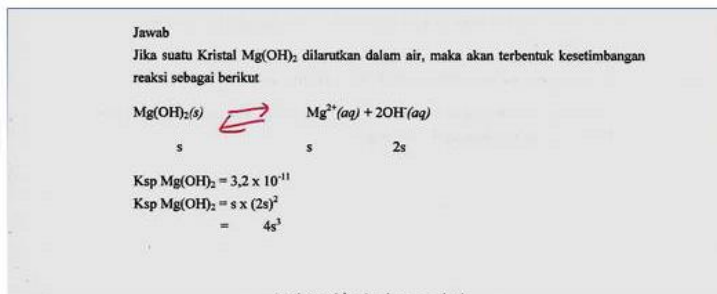 Jawab
Jika suatu Kristal Mg(OH)₂ dilarutkan dalam air, maka akan terbentuk kesetimbangan
reaksi sebagai berikut
Mg(OH)₂(s) ⇌ Mg²⁺(aq) + 2OH⁻(aq)
s s 2s
Ksp Mg(OH)₂ = 3,2 x 10⁻¹¹
Ksp Mg(OH)₂ = s x (2s)²
= 4s³